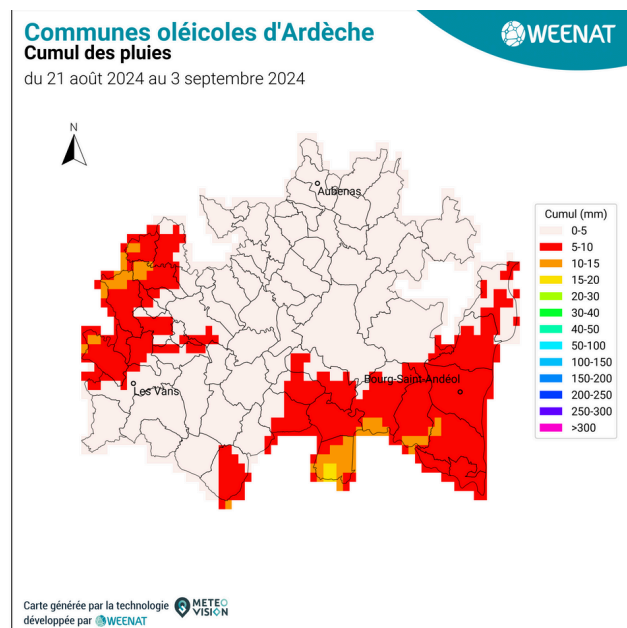 Communes oléicoles d'Ardèche
Cumul des pluies
du 21 août 2024 au 3 septembre 2024
WEENAT
N
Aubenas
Les Vans
Bourg-Saint-Andéol
Cumul (mm)
0-5
5-10
10-15
15-20
20-30
30-40
40-50
50-100
100-150
150-200
200-250
250-300
>300
Carte générée par la technologie METEO VISION
développée par WEENAT